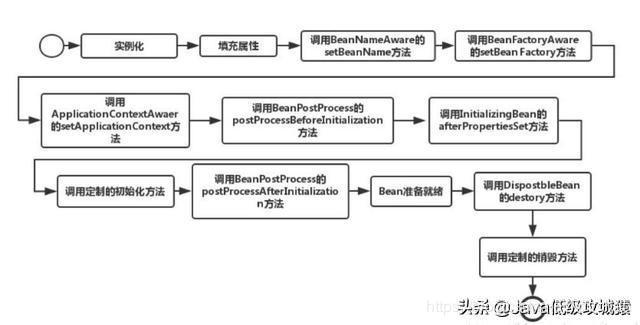 实例化
填充属性
调用BeanNameAware的
setBeanName方法
调用BeanFactoryAware的
setBean Factory方法
调用
ApplicationContextAwaer
的setApplicationContext方
法
调用BeanPostProcess的
postProcessBeforeInitialization
方法
调用InitializingBean的
afterPropertiesSet方法
调用定制的初始化方法
调用BeanPostProcess的
postProcessAfterInitializatio
n方法
Bean准备就绪
调用DispostbleBean
的destory方法
调用定制的销毁方法
头条 @Java低级攻城猿